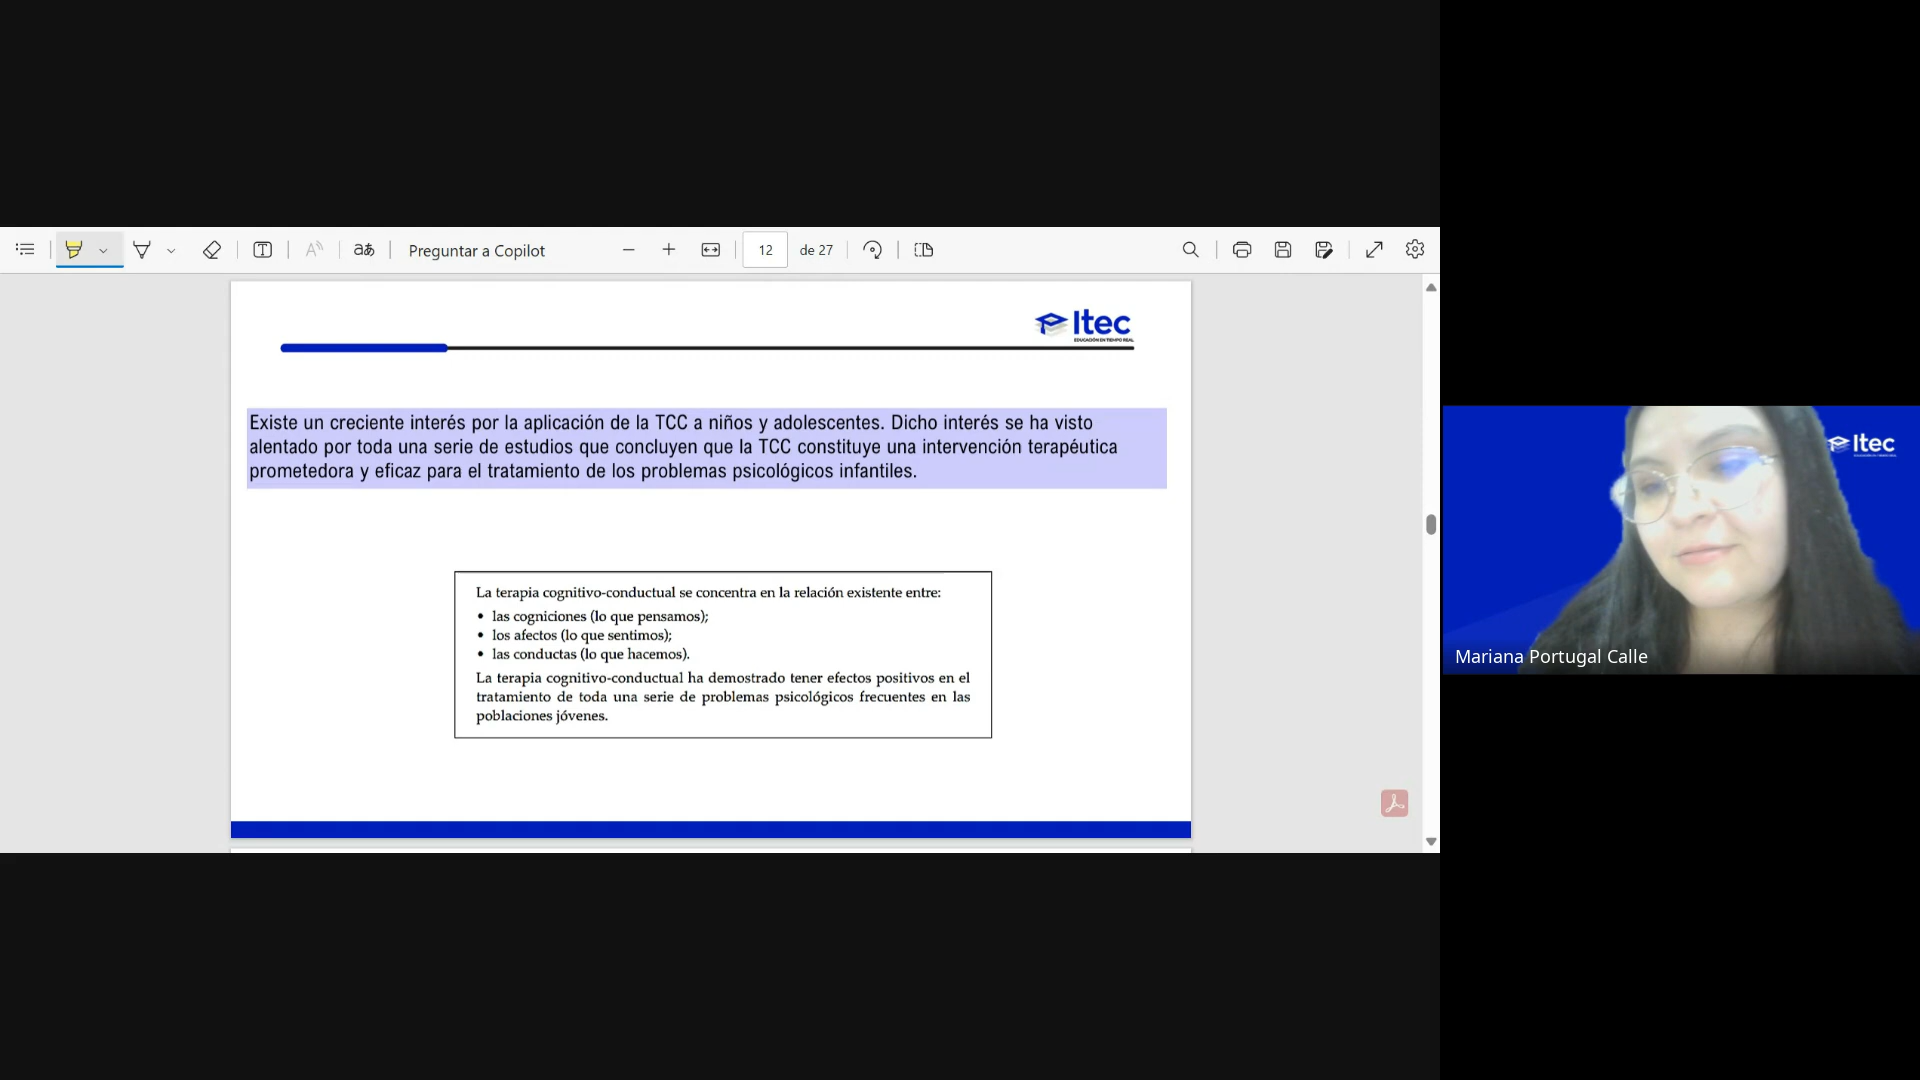 Preguntar a Copilot
12
de 27
Itec
EDUCACIÓN EN TIEMPO REAL
Existe un creciente interés por la aplicación de la TCC a niños y adolescentes. Dicho interés se ha visto
alentado por toda una serie de estudios que concluyen que la TCC constituye una intervención terapéutica
prometedora y eficaz para el tratamiento de los problemas psicológicos infantiles.
La terapia cognitivo-conductual se concentra en la relación existente entre:
• las cogniciones (lo que pensamos);
• los afectos (lo que sentimos);
• las conductas (lo que hacemos).
La terapia cognitivo-conductual ha demostrado tener efectos positivos en el
tratamiento de toda una serie de problemas psicológicos frecuentes en las
poblaciones jóvenes.
Itec
Mariana Portugal Calle